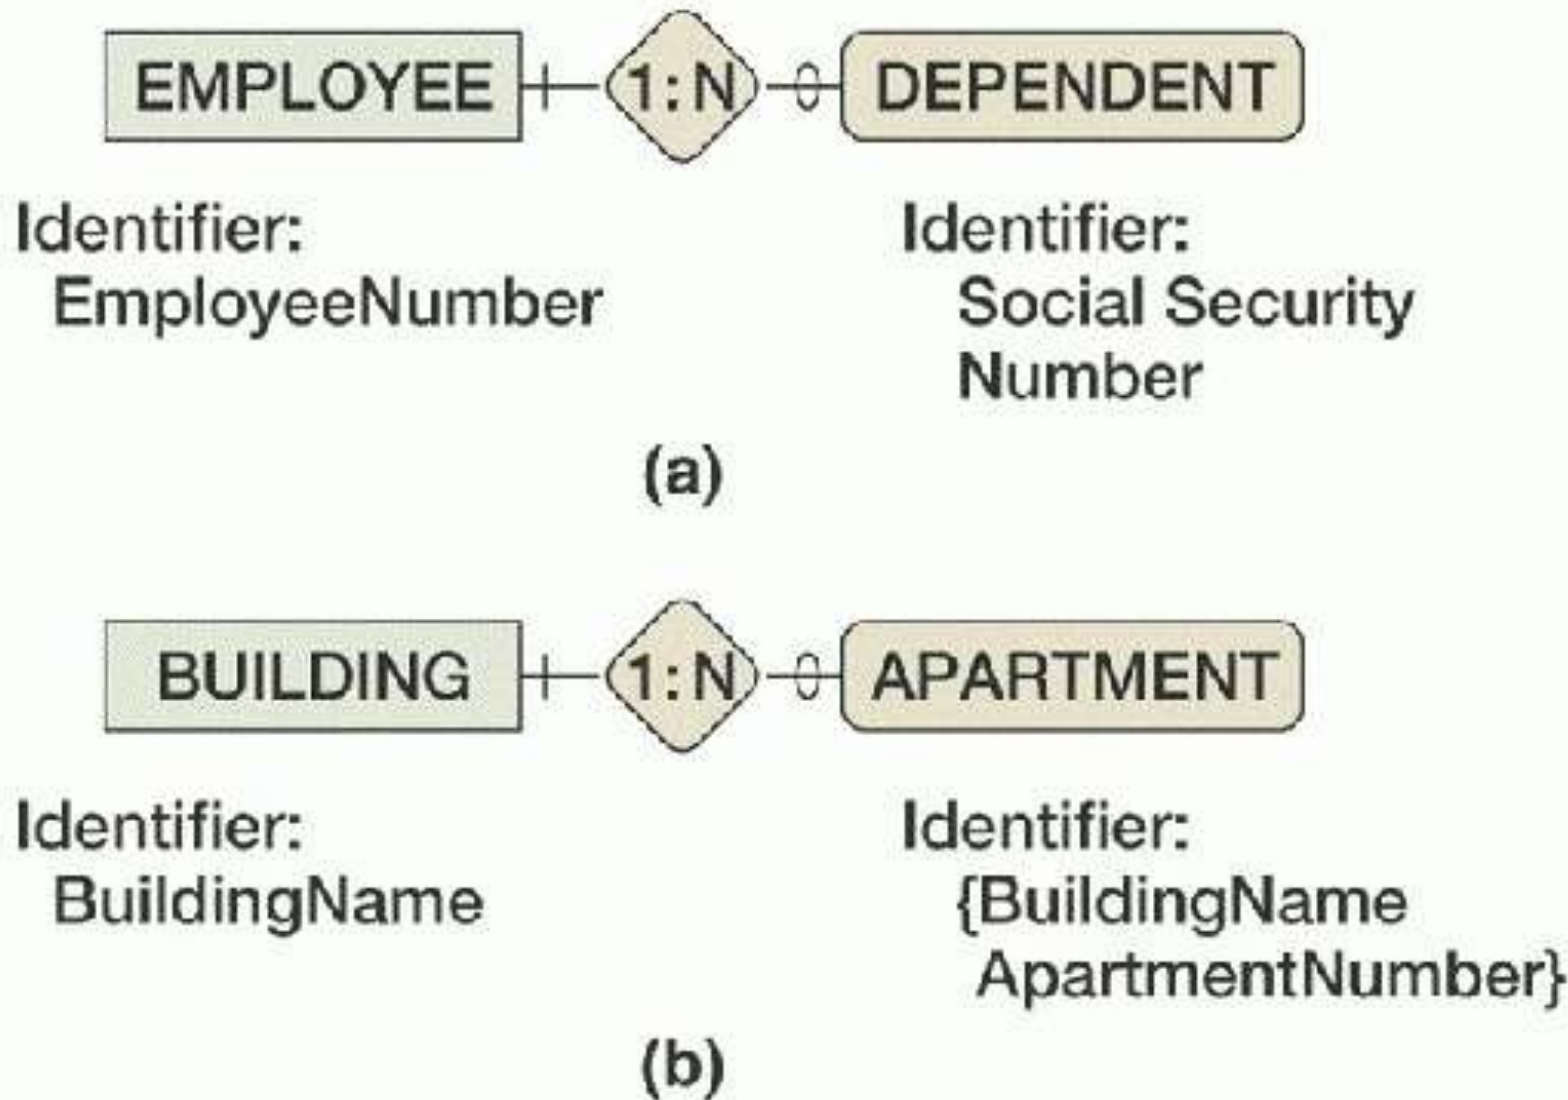 EMPLOYEE 1:N DEPENDENT
Identifier:
EmployeeNumber
Identifier:
Social Security
Number
(a)
BUILDING 1:N APARTMENT
Identifier:
BuildingName
Identifier:
{BuildingName
ApartmentNumber}
(b)